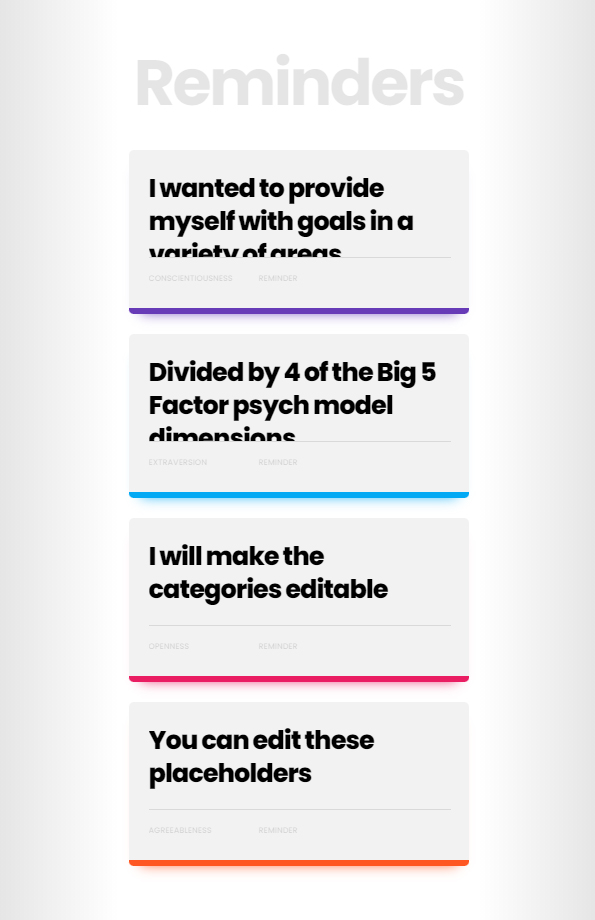 Reminders
I wanted to provide
myself with goals in a
variety of areas
CONSCIENTIOUSNESS REMINDER
Divided by 4 of the Big 5
Factor psych model
dimensions
EXTRAVERSION REMINDER
I will make the
categories editable
OPENNESS REMINDER
You can edit these
placeholders
AGREEABLENESS REMINDER